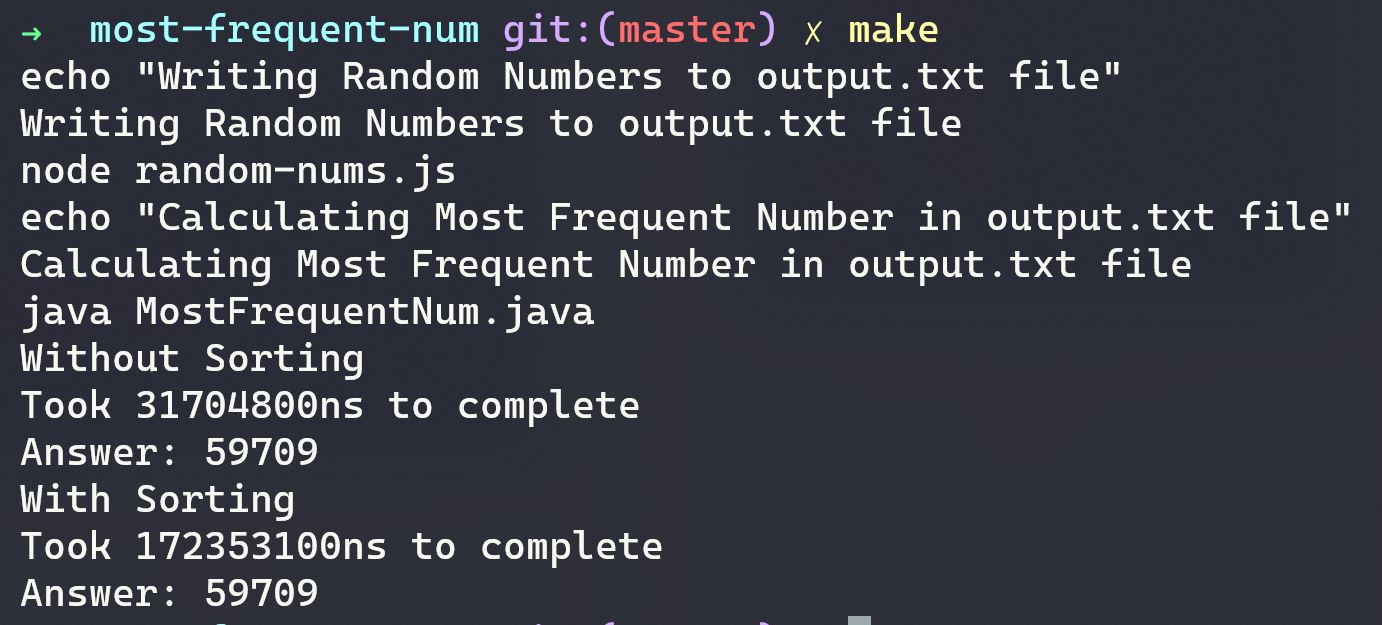 → most-frequent-num git:(master) ✗ make
echo "Writing Random Numbers to output.txt file"
Writing Random Numbers to output.txt file
node random-nums.js
echo "Calculating Most Frequent Number in output.txt file"
Calculating Most Frequent Number in output.txt file
java MostFrequentNum.java
Without Sorting
Took 31704800ns to complete
Answer: 59709
With Sorting
Took 172353100ns to complete
Answer: 59709